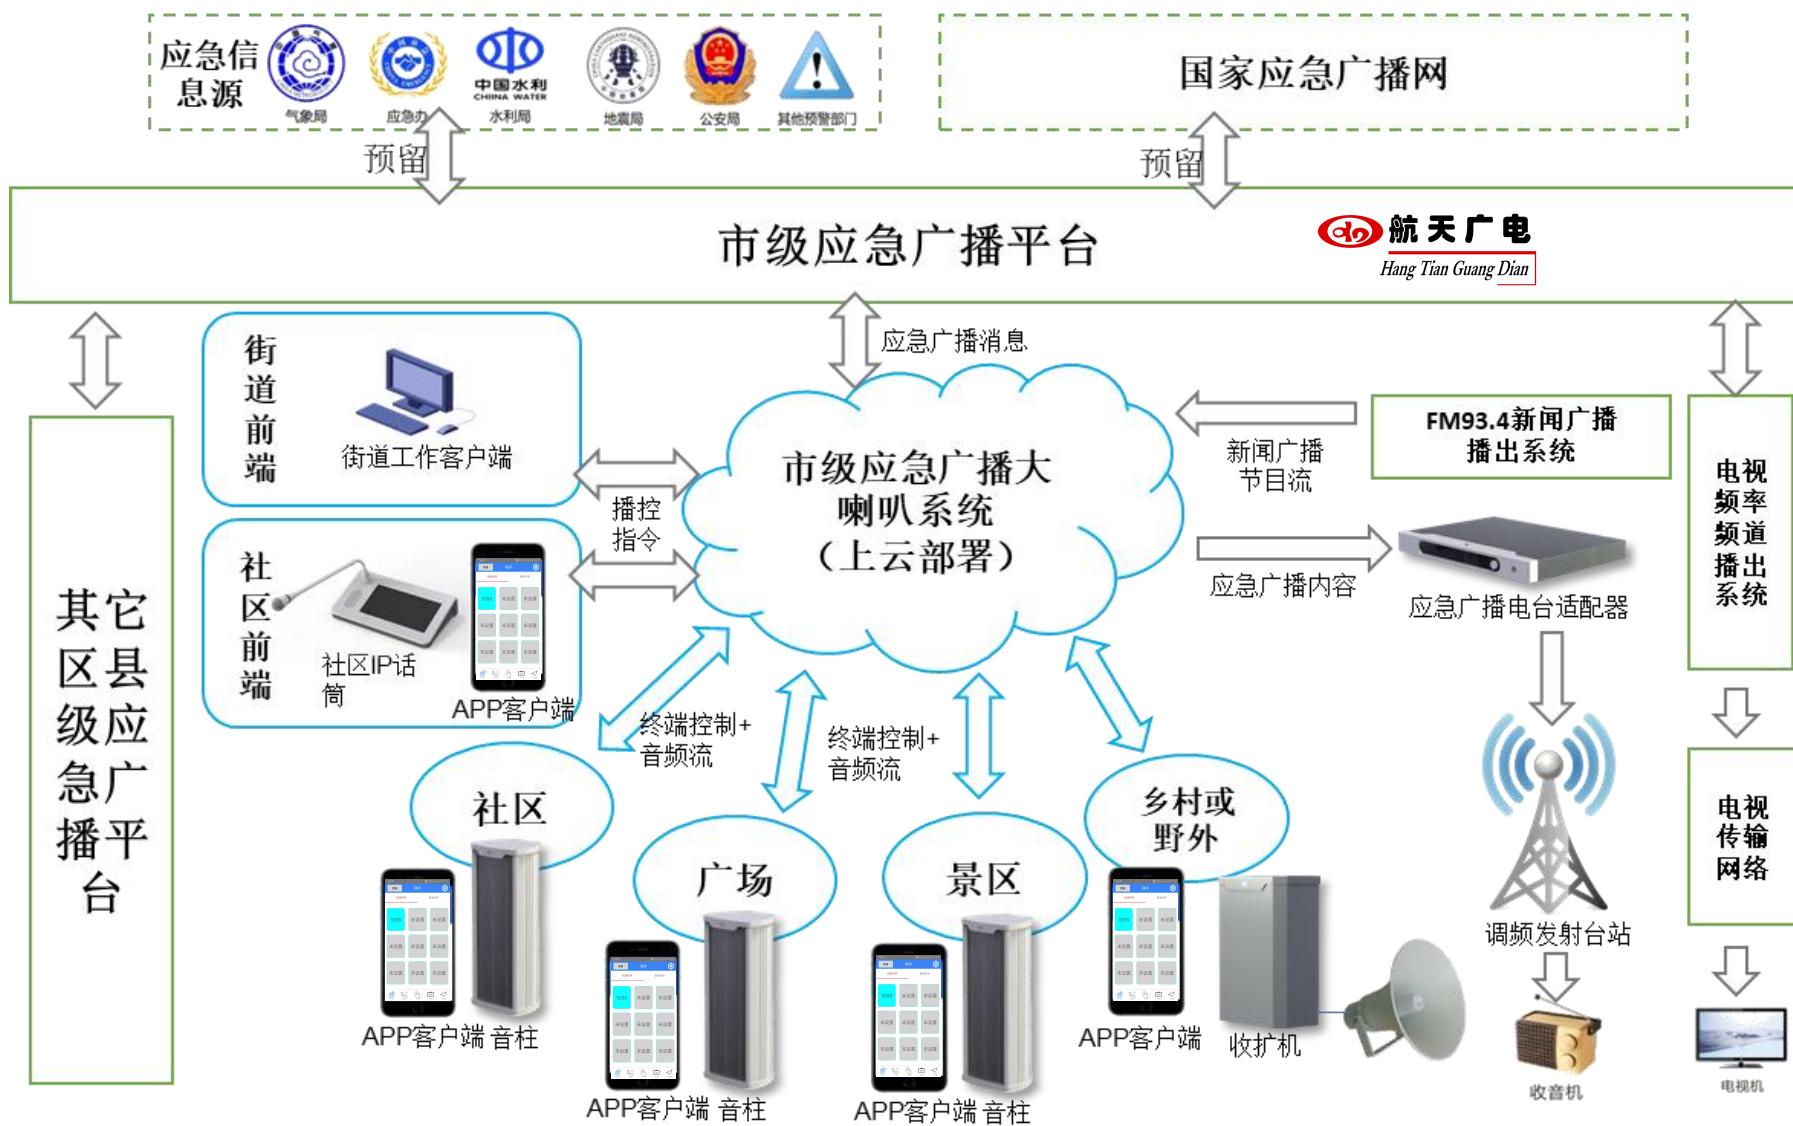 应急信
息源
气象局
应急办
中国水利
CHINA WATER
水利局
地震局
公安局
其他预警部门
国家应急广播网
预留
预留
市级应急广播平台
航天广电
Hang Tian Guang Dian
街道前端
街道工作客户端
应急广播消息
FM93.4新闻广播
播出系统
新闻广播
节目流
市级应急广播大
喇叭系统
（上云部署）
播控
指令
社区前端
社区IP话
筒
APP客户端
应急广播内容
应急广播电台适配器
电视
频率
频道
播出
系统
其它
区县
级应
急广
播平
台
终端控制+
音频流
终端控制+
音频流
社区
广场
景区
乡村或
野外
电视
传输
网络
调频发射台站
APP客户端
音柱
APP客户端
音柱
APP客户端
音柱
APP客户端
收扩机
收音机
电视机